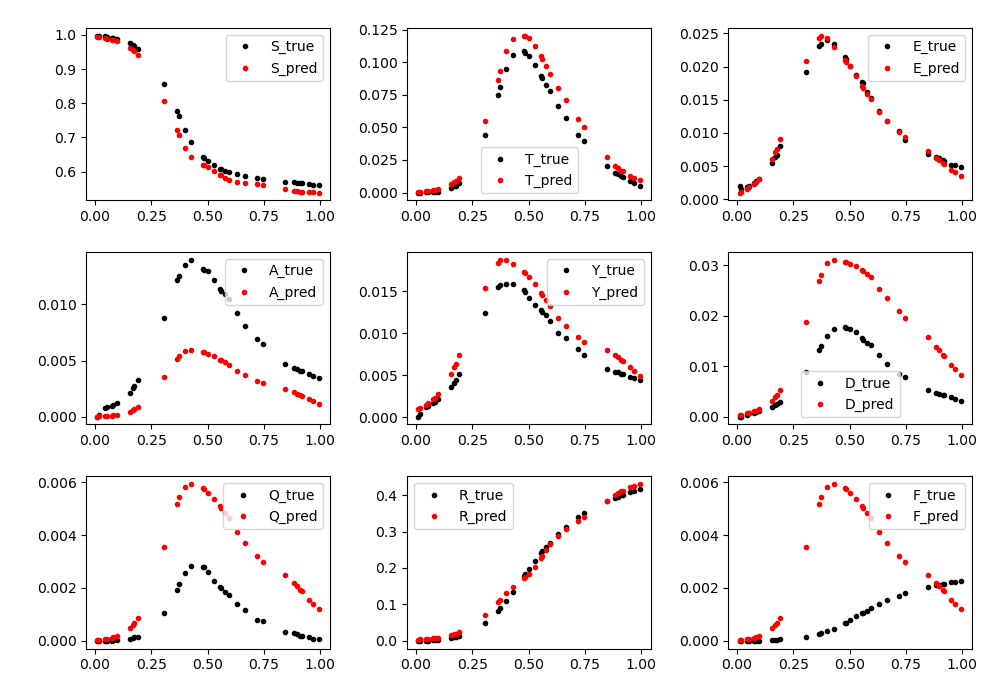 S_true
S_pred
1.0
0.9
0.8
0.7
0.6
0.00 0.25 0.50 0.75 1.00
T_true
T_pred
0.125
0.100
0.075
0.050
0.025
0.000
0.00 0.25 0.50 0.75 1.00
E_true
E_pred
0.025
0.020
0.015
0.010
0.005
0.000
0.00 0.25 0.50 0.75 1.00
A_true
A_pred
0.010
0.005
0.000
0.00 0.25 0.50 0.75 1.00
Y_true
Y_pred
0.015
0.010
0.005
0.000
0.00 0.25 0.50 0.75 1.00
D_true
D_pred
0.03
0.02
0.01
0.00
0.00 0.25 0.50 0.75 1.00
Q_true
Q_pred
0.006
0.004
0.002
0.000
0.00 0.25 0.50 0.75 1.00
R_true
R_pred
0.4
0.3
0.2
0.1
0.0
0.00 0.25 0.50 0.75 1.00
F_true
F_pred
0.006
0.004
0.002
0.000
0.00 0.25 0.50 0.75 1.00